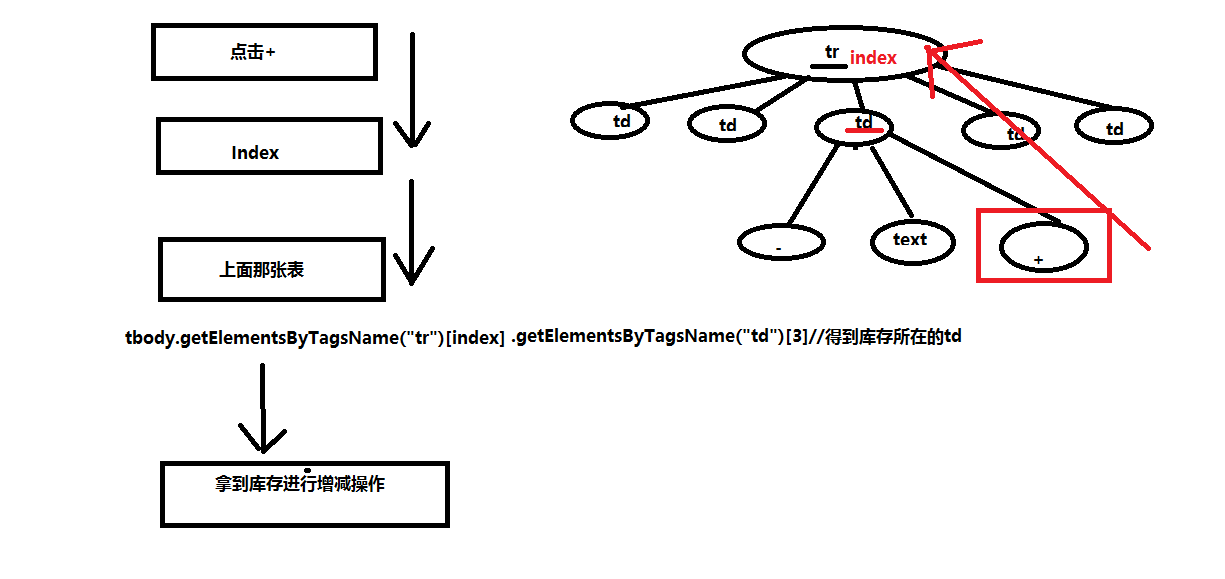 点击+
Index
上面那张表
tbody.getElementsByTagsName("tr")[index] .getElementsByTagsName("td")[3]//得到库存所在的td
拿到库存进行增减操作
tr index
td
td
td
td
td
-
text
+